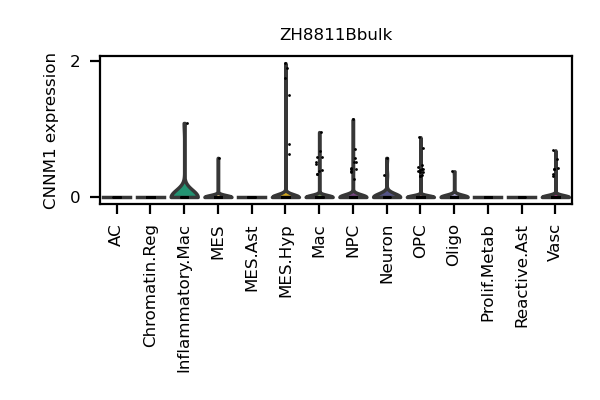 ZH8811Bbulk
CNNM1 expression
2
0
AC
Chromatin.Reg
Inflammatory.Mac
MES
MES.Ast
MES.Hyp
Mac
NPC
Neuron
OPC
Oligo
Prolif.Metab
Reactive.Ast
Vasc